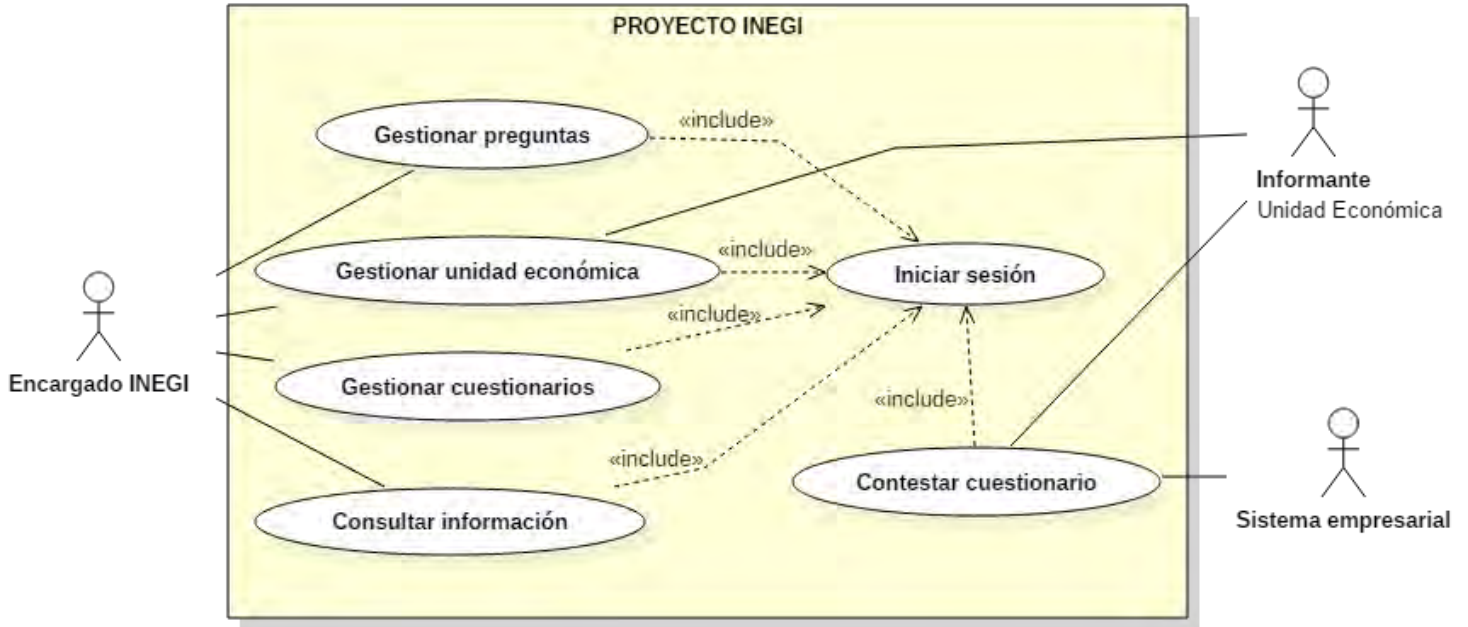 PROYECTO INEGI
«include»
Gestionar preguntas
Informante
Unidad Económica
«include»
Gestionar unidad económica
Iniciar sesión
«include»
Encargado INEGI
Gestionar cuestionarios
«include»
«include»
Contestar cuestionario
Consultar información
Sistema empresarial